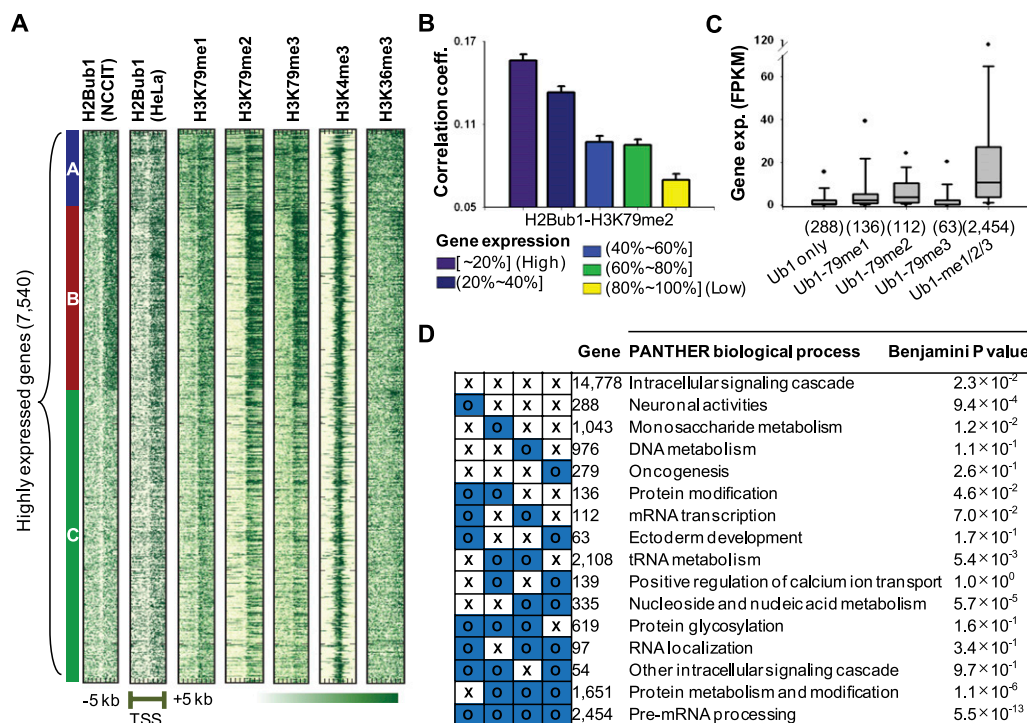 A
H2Bub1 (NCCIT)
H2Bub1 (HeLa)
H3K79me1
H3K79me2
H3K79me3
H3K4me3
H3K36me3
Highly expressed genes (7,540)
A
B
C
-5 kb
TSS
+5 kb
B
Correlation coeff.
0.17
0.11
0.05
H2Bub1-H3K79me2
Gene expression
[~20%] (High)
(20%~40%]
(40%~60%]
(60%~80%]
(80%~100%] (Low)
C
Gene exp. (FPKM)
120
60
20
0
(288) (136) (112) (63) (2,454)
Ub1 only
Ub1-79me1
Ub1-79me2
Ub1-79me3
Ub1-me1/2/3
D
Gene PANTHER biological process Benjamini P value
X X X X 14,778 Intracellular signaling cascade 2.3×10⁻²
O X X X 288 Neuronal activities 9.4×10⁻⁴
X O X X 1,043 Monosaccharide metabolism 1.2×10⁻²
X X O X 976 DNA metabolism 1.1×10⁻¹
X X X O 279 Oncogenesis 2.6×10⁻¹
O O X X 136 Protein modification 4.6×10⁻²
O X O X 112 mRNA transcription 7.0×10⁻²
O X X O 63 Ectoderm development 1.7×10⁻¹
X O O X 2,108 tRNA metabolism 5.4×10⁻³
X O X O 139 Positive regulation of calcium ion transport 1.0×10⁰
X X O O 335 Nucleoside and nucleic acid metabolism 5.7×10⁻⁵
O O O X 619 Protein glycosylation 1.6×10⁻¹
O X O O 97 RNA localization 3.4×10⁻¹
O O X O 54 Other intracellular signaling cascade 9.7×10⁻¹
X O O O 1,651 Protein metabolism and modification 1.1×10⁻⁶
O O O O 2,454 Pre-mRNA processing 5.5×10⁻¹³